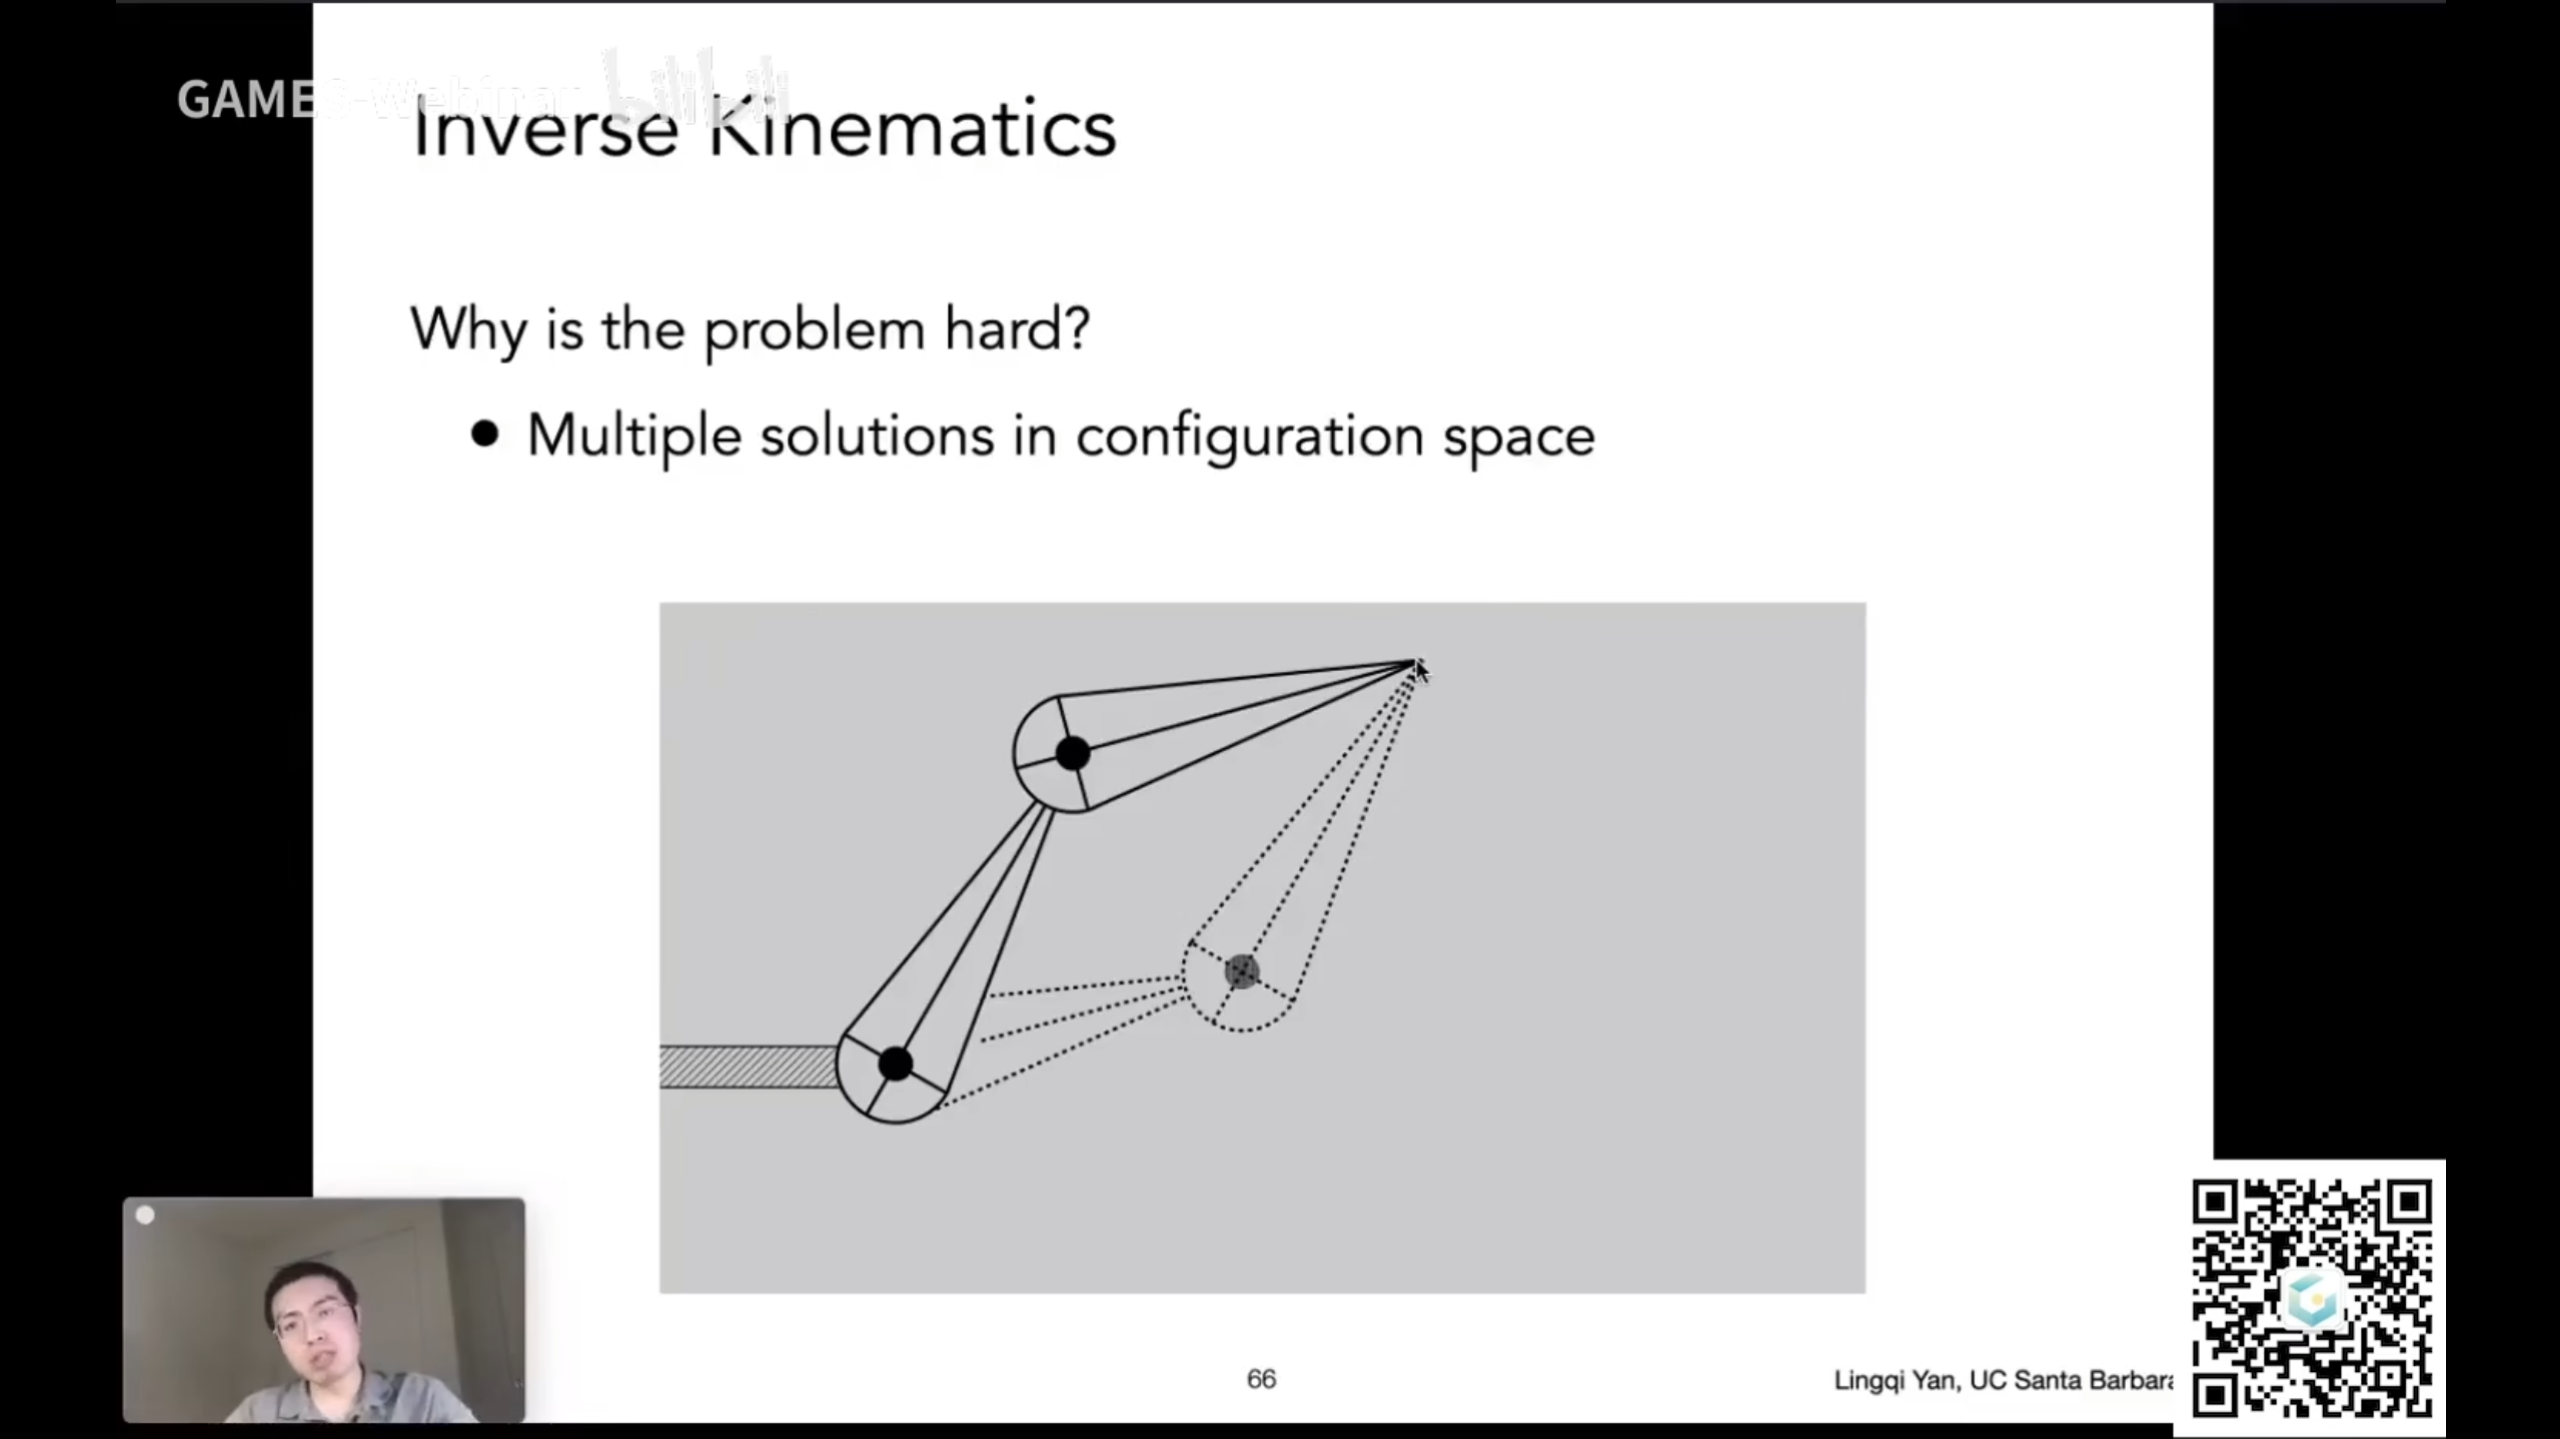 GAMES-Webinar bilibili
Inverse Kinematics
Why is the problem hard?
• Multiple solutions in configuration space
66
Lingqi Yan, UC Santa Barbara